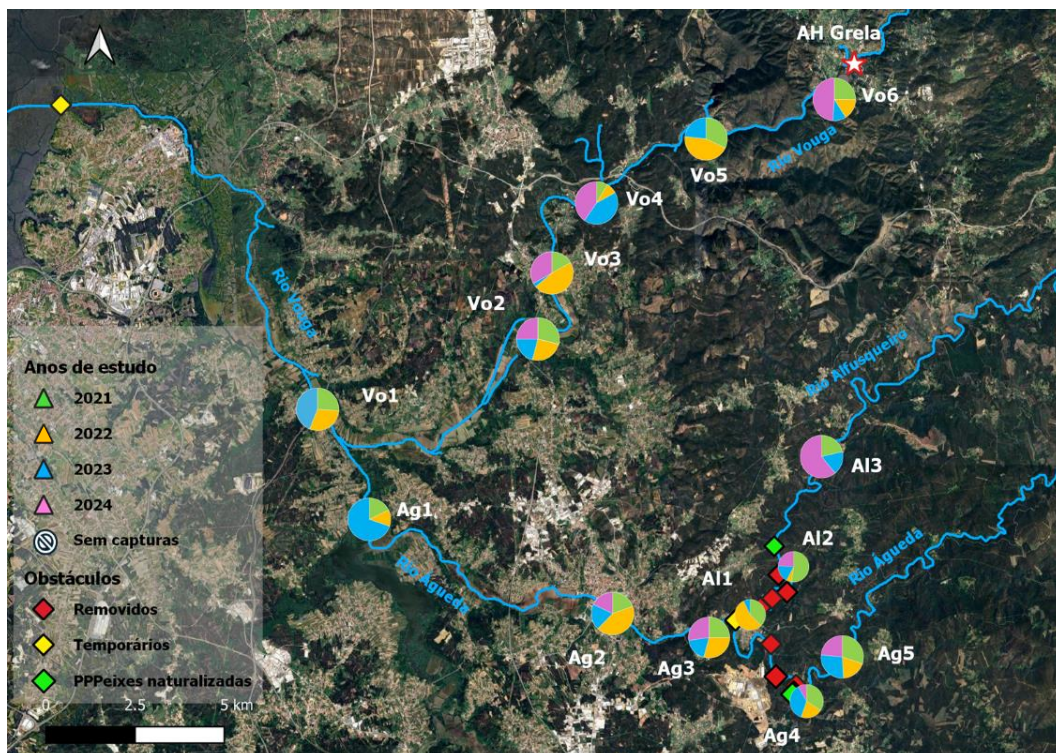 AH Grela
Vo6
Rio Vouga
Vo5
Vo4
Vo3
Vo2
Rio Vouga
Vo1
Rio Alfusqueiro
Al3
Ag1
Rio Águeda
Al2
Al1
Rio Águeda
Ag2
Ag3
Ag5
Ag4
Anos de estudo
2021
2022
2023
2024
Sem capturas
Obstáculos
Removidos
Temporários
PPPeixes naturalizadas
0 2.5 5 km